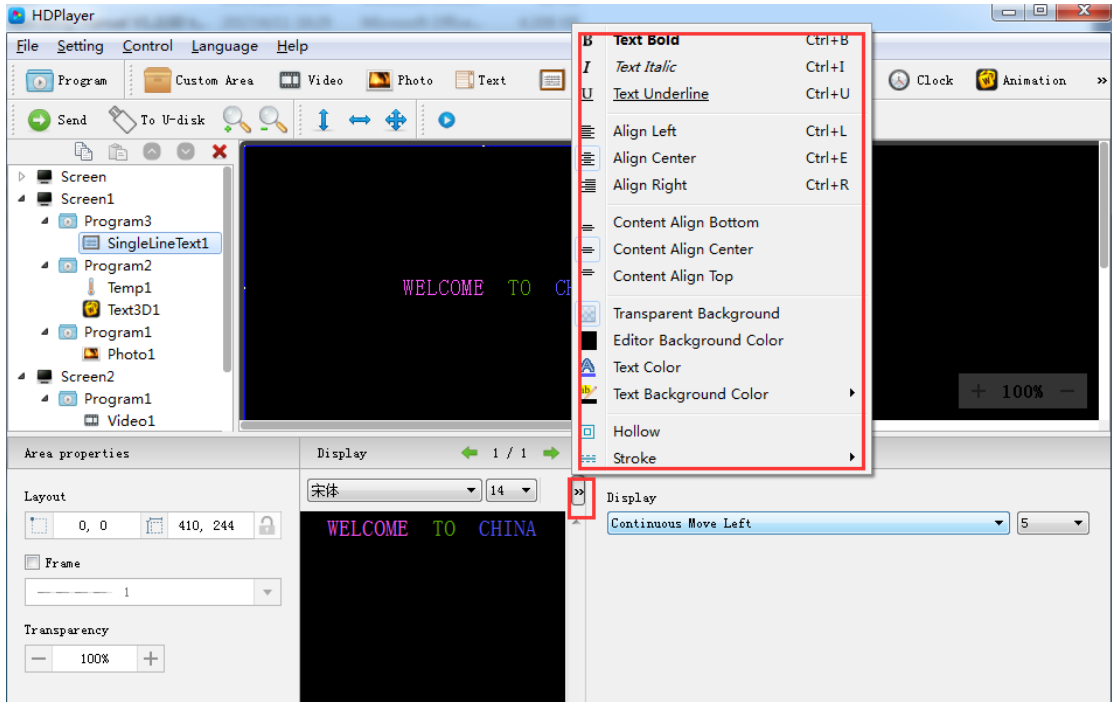 HDPlayer
File Setting Control Language Help
Program Custom Area Video Photo Text Clock Animation »
Send To U-disk
Screen
Screen1
Program3
SingleLineText1
Program2
Temp1
Text3D1
Program1
Photo1
Screen2
Program1
Video1
WELCOME TO CH
B Text Bold Ctrl+B
I Text Italic Ctrl+I
U Text Underline Ctrl+U
Align Left Ctrl+L
Align Center Ctrl+E
Align Right Ctrl+R
Content Align Bottom
Content Align Center
Content Align Top
Transparent Background
Editor Background Color
A Text Color
ab Text Background Color
Hollow
Stroke
+ 100% −
Area properties
Layout
0, 0 410, 244
Frame
1
Transparency
— 100% +
Display 1 / 1
宋体 14 »
WELCOME TO CHINA
Display
Continuous Move Left 5